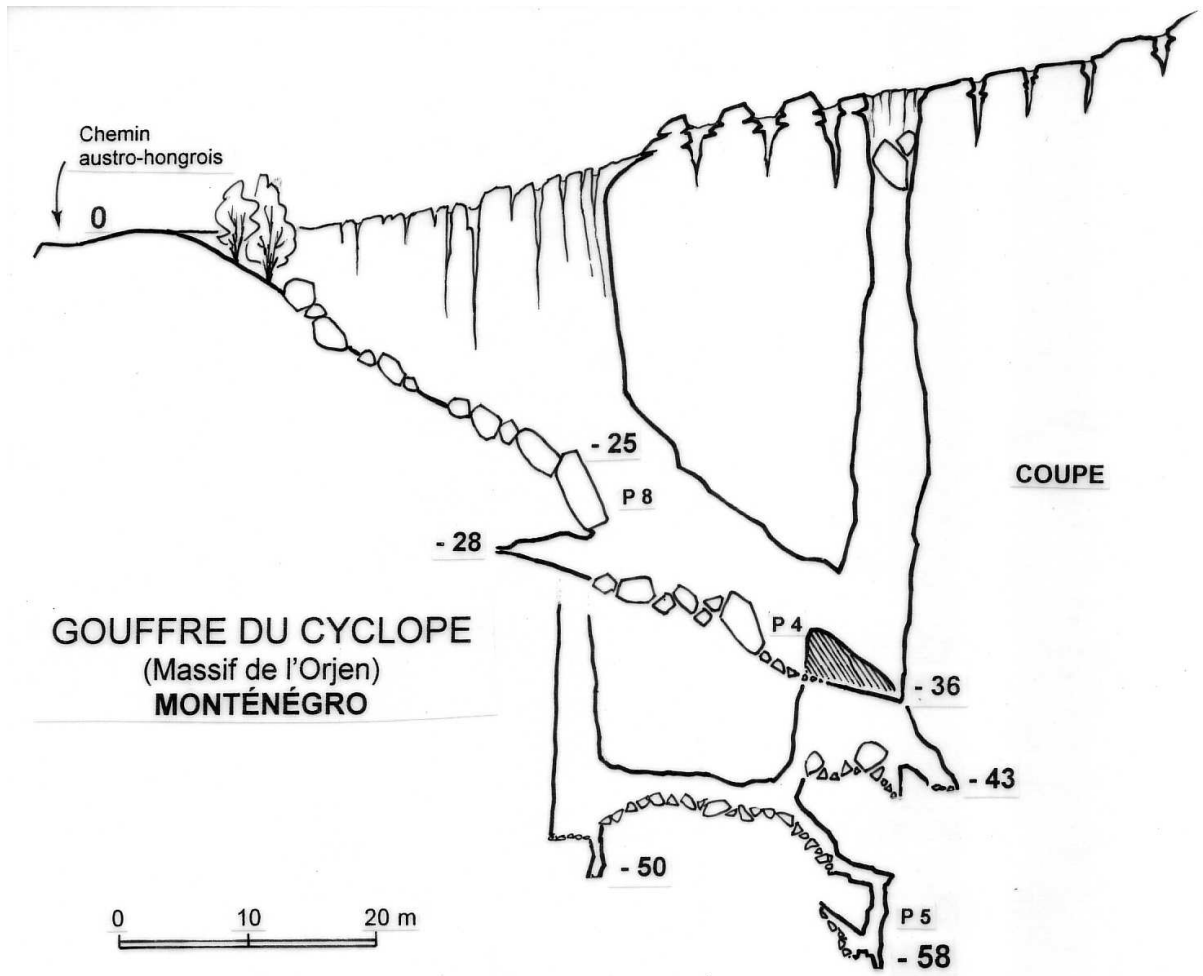 Chemin
austro-hongrois
0
- 25
P 8
COUPE
- 28
GOUFFRE DU CYCLOPE
(Massif de l'Orjen)
MONTÉNÉGRO
P 4
- 36
- 43
- 50
P 5
- 58
0 10 20 m